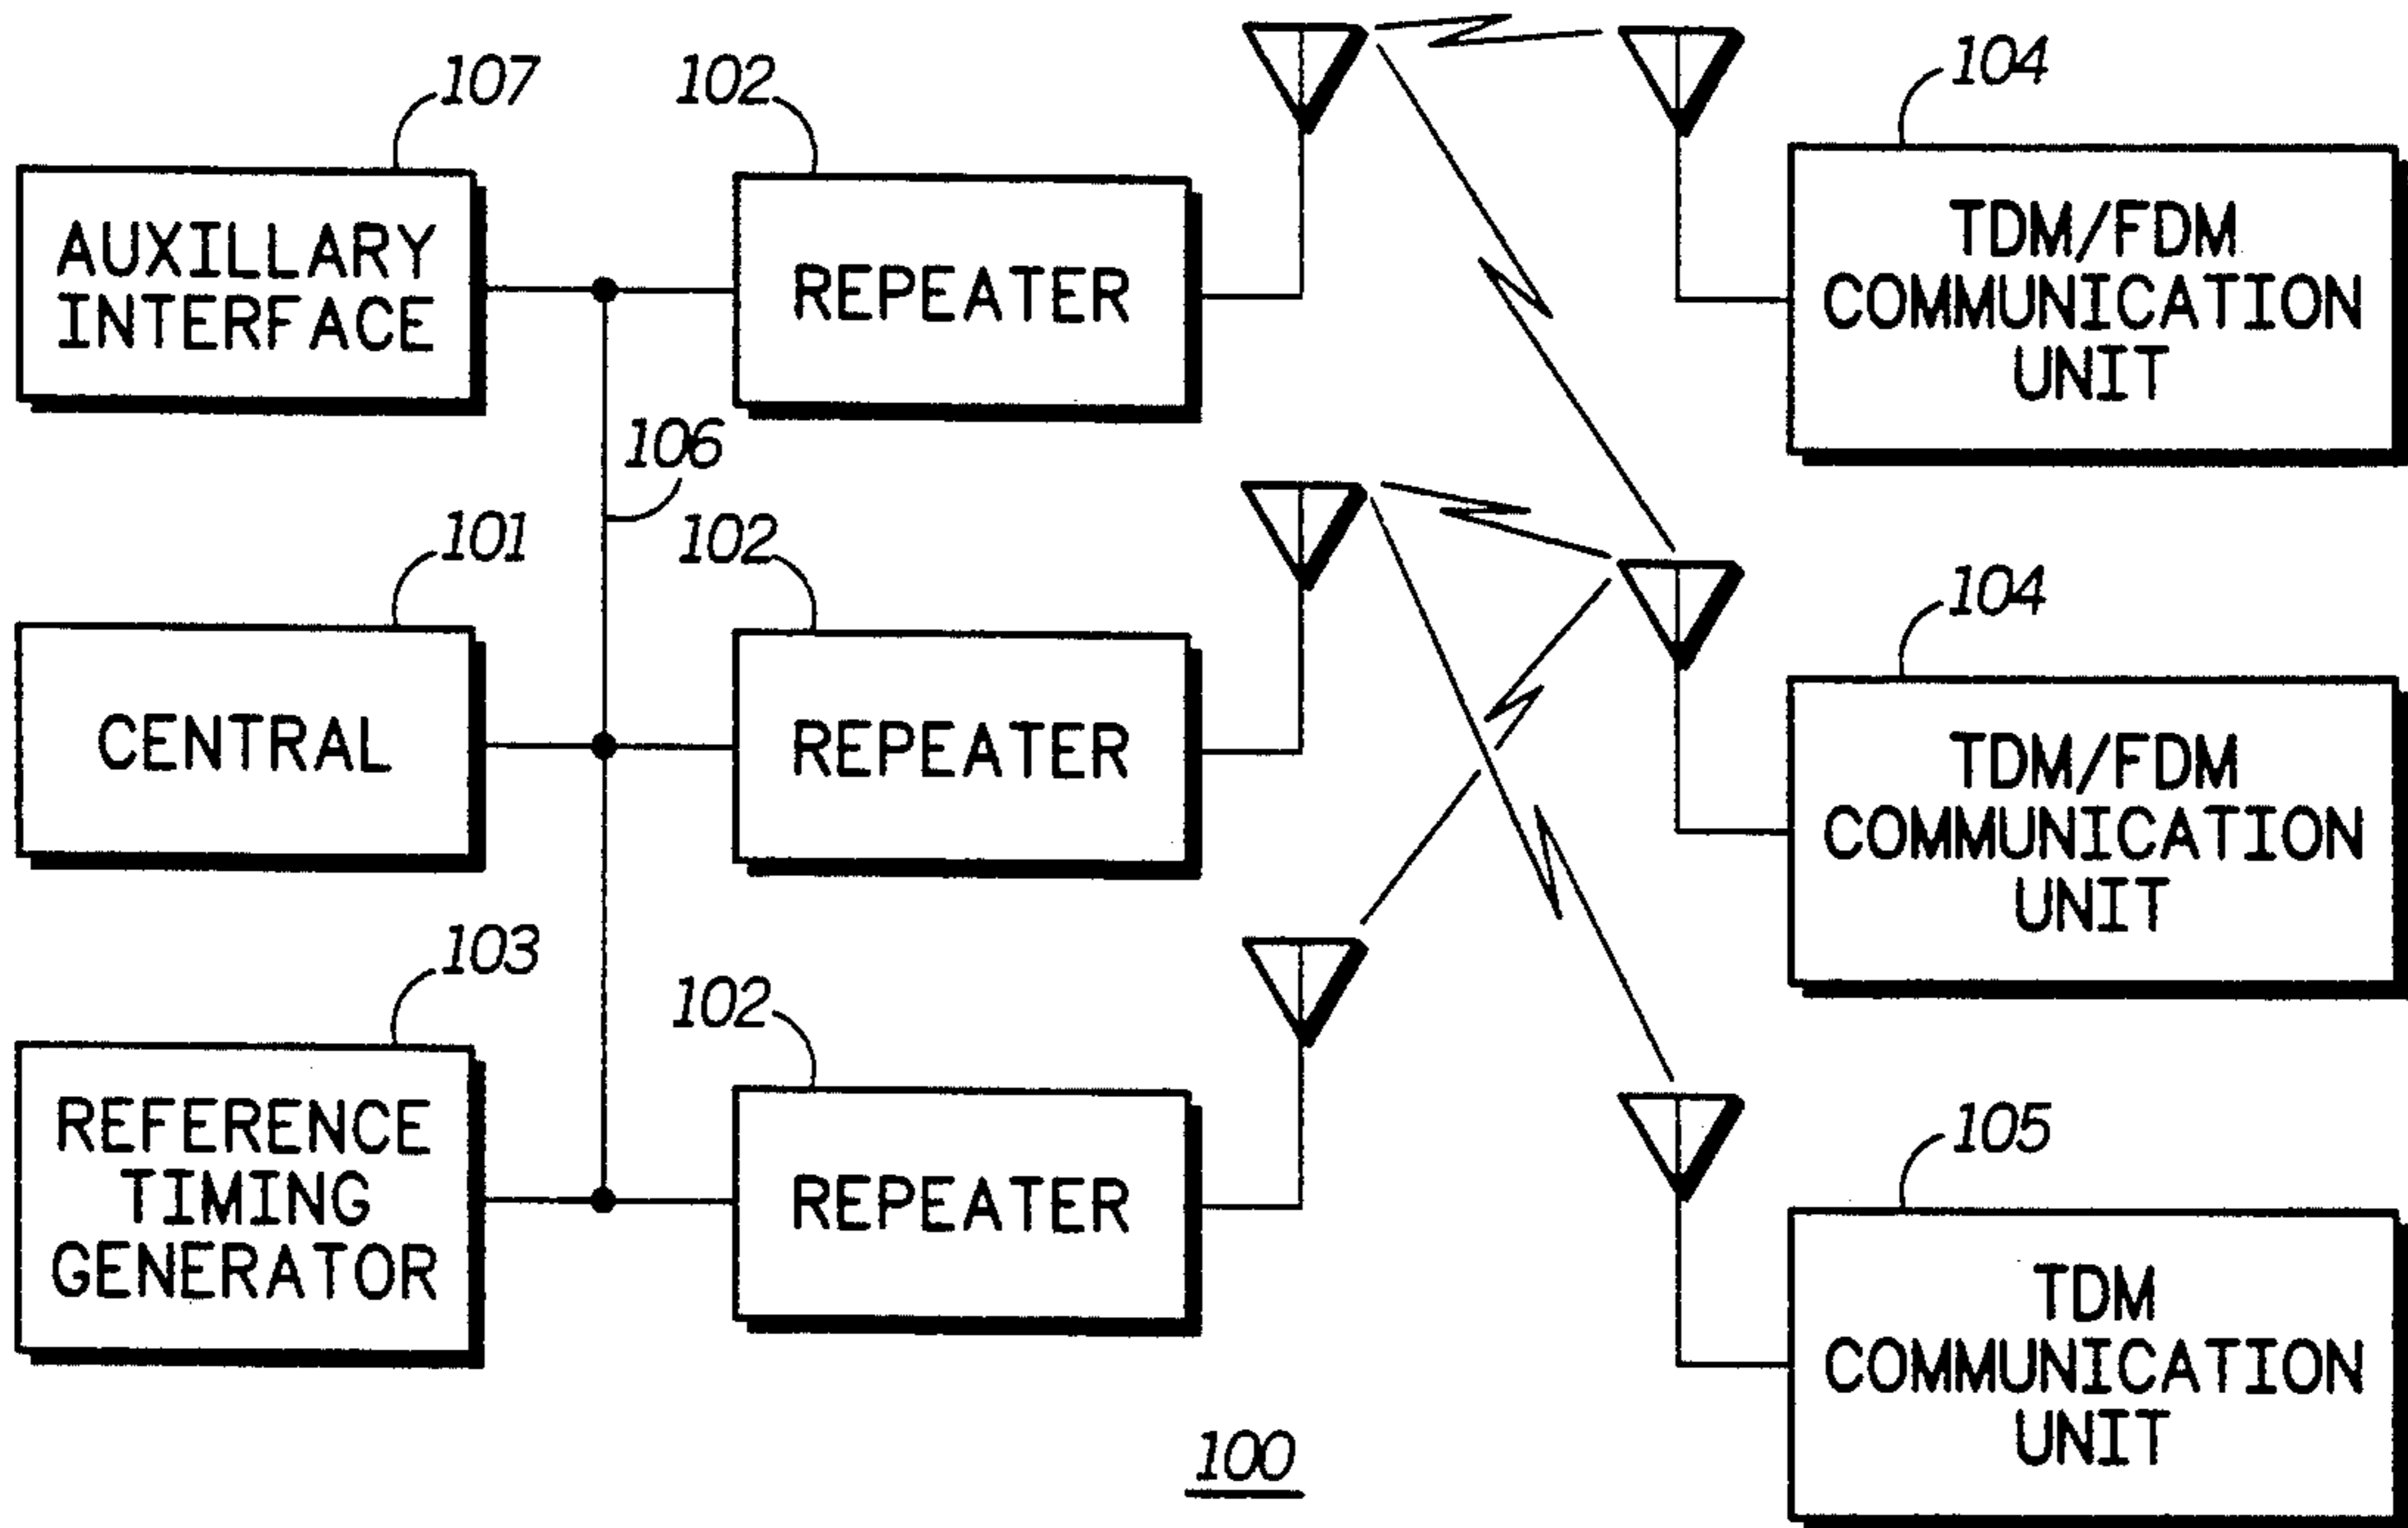 107
102
104
AUXILLARY
INTERFACE
REPEATER
TDM/FDM
COMMUNICATION
UNIT
106
101
102
104
CENTRAL
REPEATER
TDM/FDM
COMMUNICATION
UNIT
103
102
105
REFERENCE
TIMING
GENERATOR
REPEATER
TDM
COMMUNICATION
UNIT
100